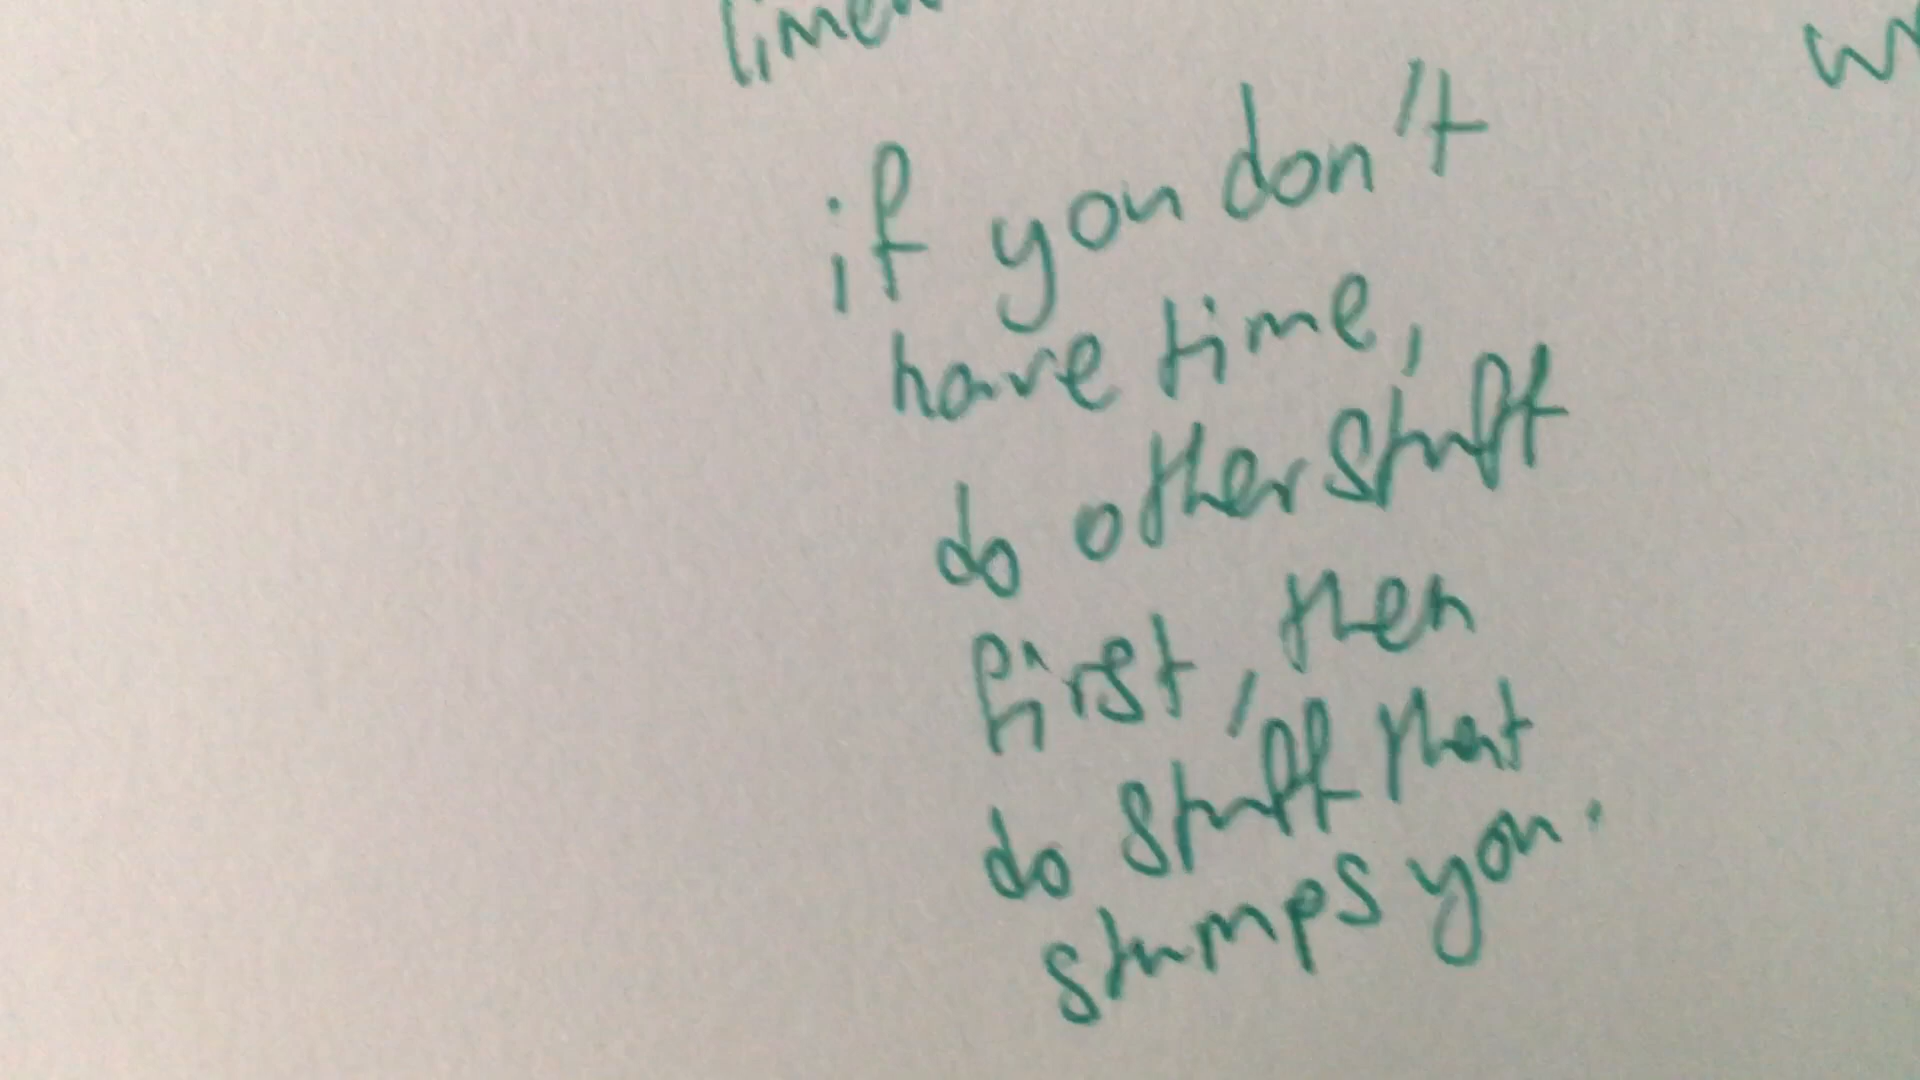 if you don't
have time,
do other stuff
first, then
do stuff that
stumps you.